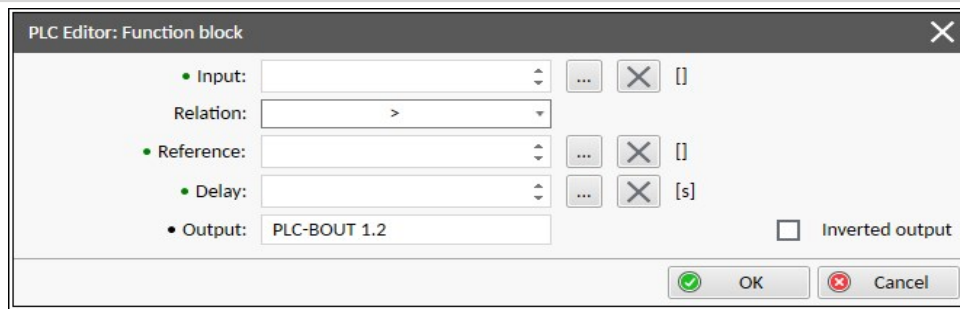 PLC Editor: Function block
• Input: ... []
Relation: >
• Reference: ... []
• Delay: ... [s]
• Output: PLC-BOUT 1.2 Inverted output
OK Cancel